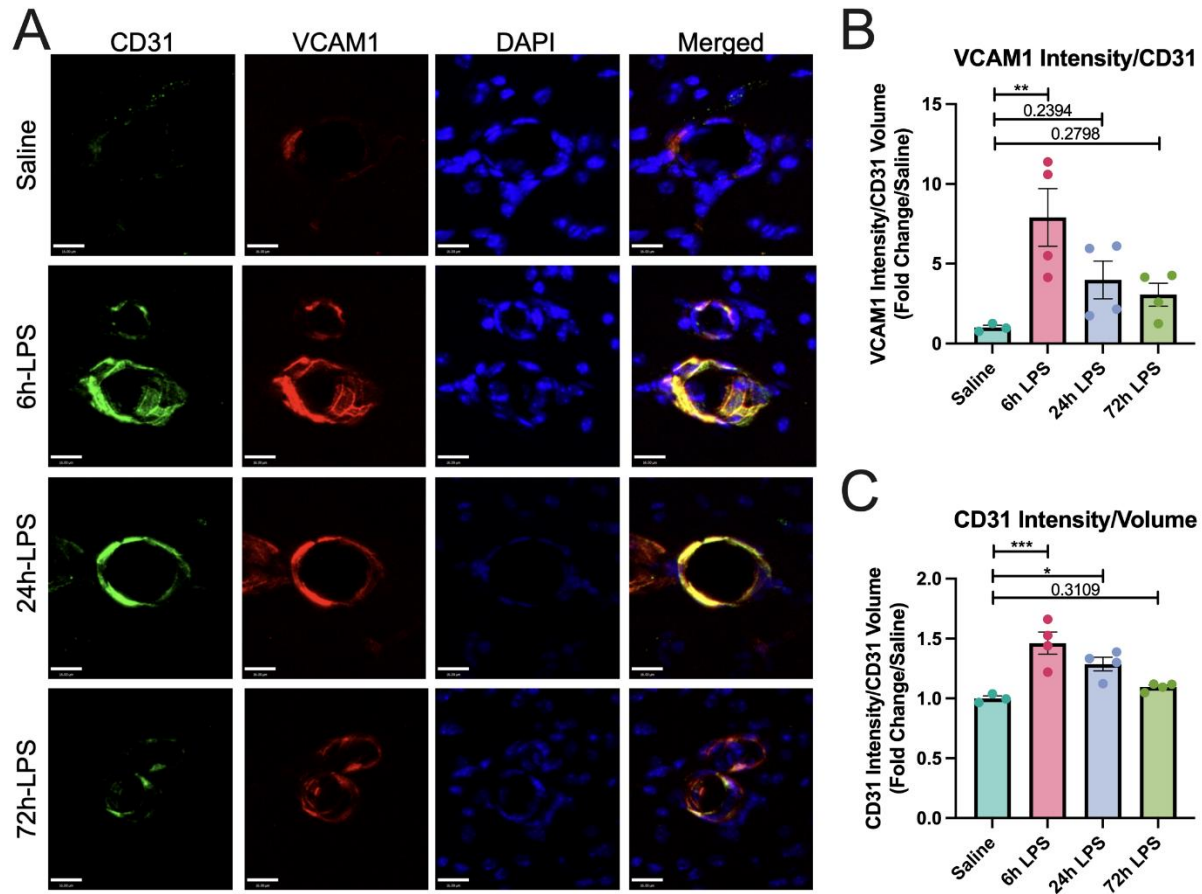 A
CD31 VCAM1 DAPI Merged
Saline
6h-LPS
24h-LPS
72h-LPS
B
VCAM1 Intensity/CD31
VCAM1 Intensity/CD31 Volume
(Fold Change/Saline)
15
10
5
0
**
0.2394
0.2798
Saline
6h LPS
24h LPS
72h LPS
C
CD31 Intensity/Volume
CD31 Intensity/CD31 Volume
(Fold Change/Saline)
2.0
1.5
1.0
0.5
0.0
***
*
0.3109
Saline
6h LPS
24h LPS
72h LPS